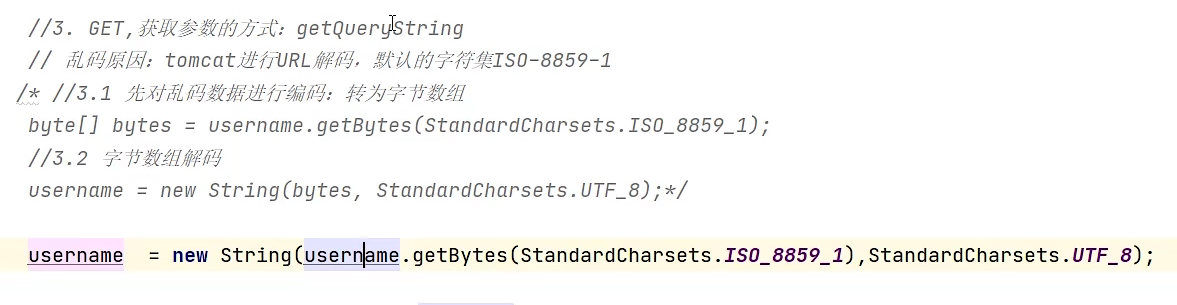 //3. GET,获取参数的方式：getQueryString
// 乱码原因：tomcat进行URL解码，默认的字符集ISO-8859-1
/* //3.1 先对乱码数据进行编码：转为字节数组
byte[] bytes = username.getBytes(StandardCharsets.ISO_8859_1);
//3.2 字节数组解码
username = new String(bytes, StandardCharsets.UTF_8);*/
username  = new String(username.getBytes(StandardCharsets.ISO_8859_1),StandardCharsets.UTF_8);